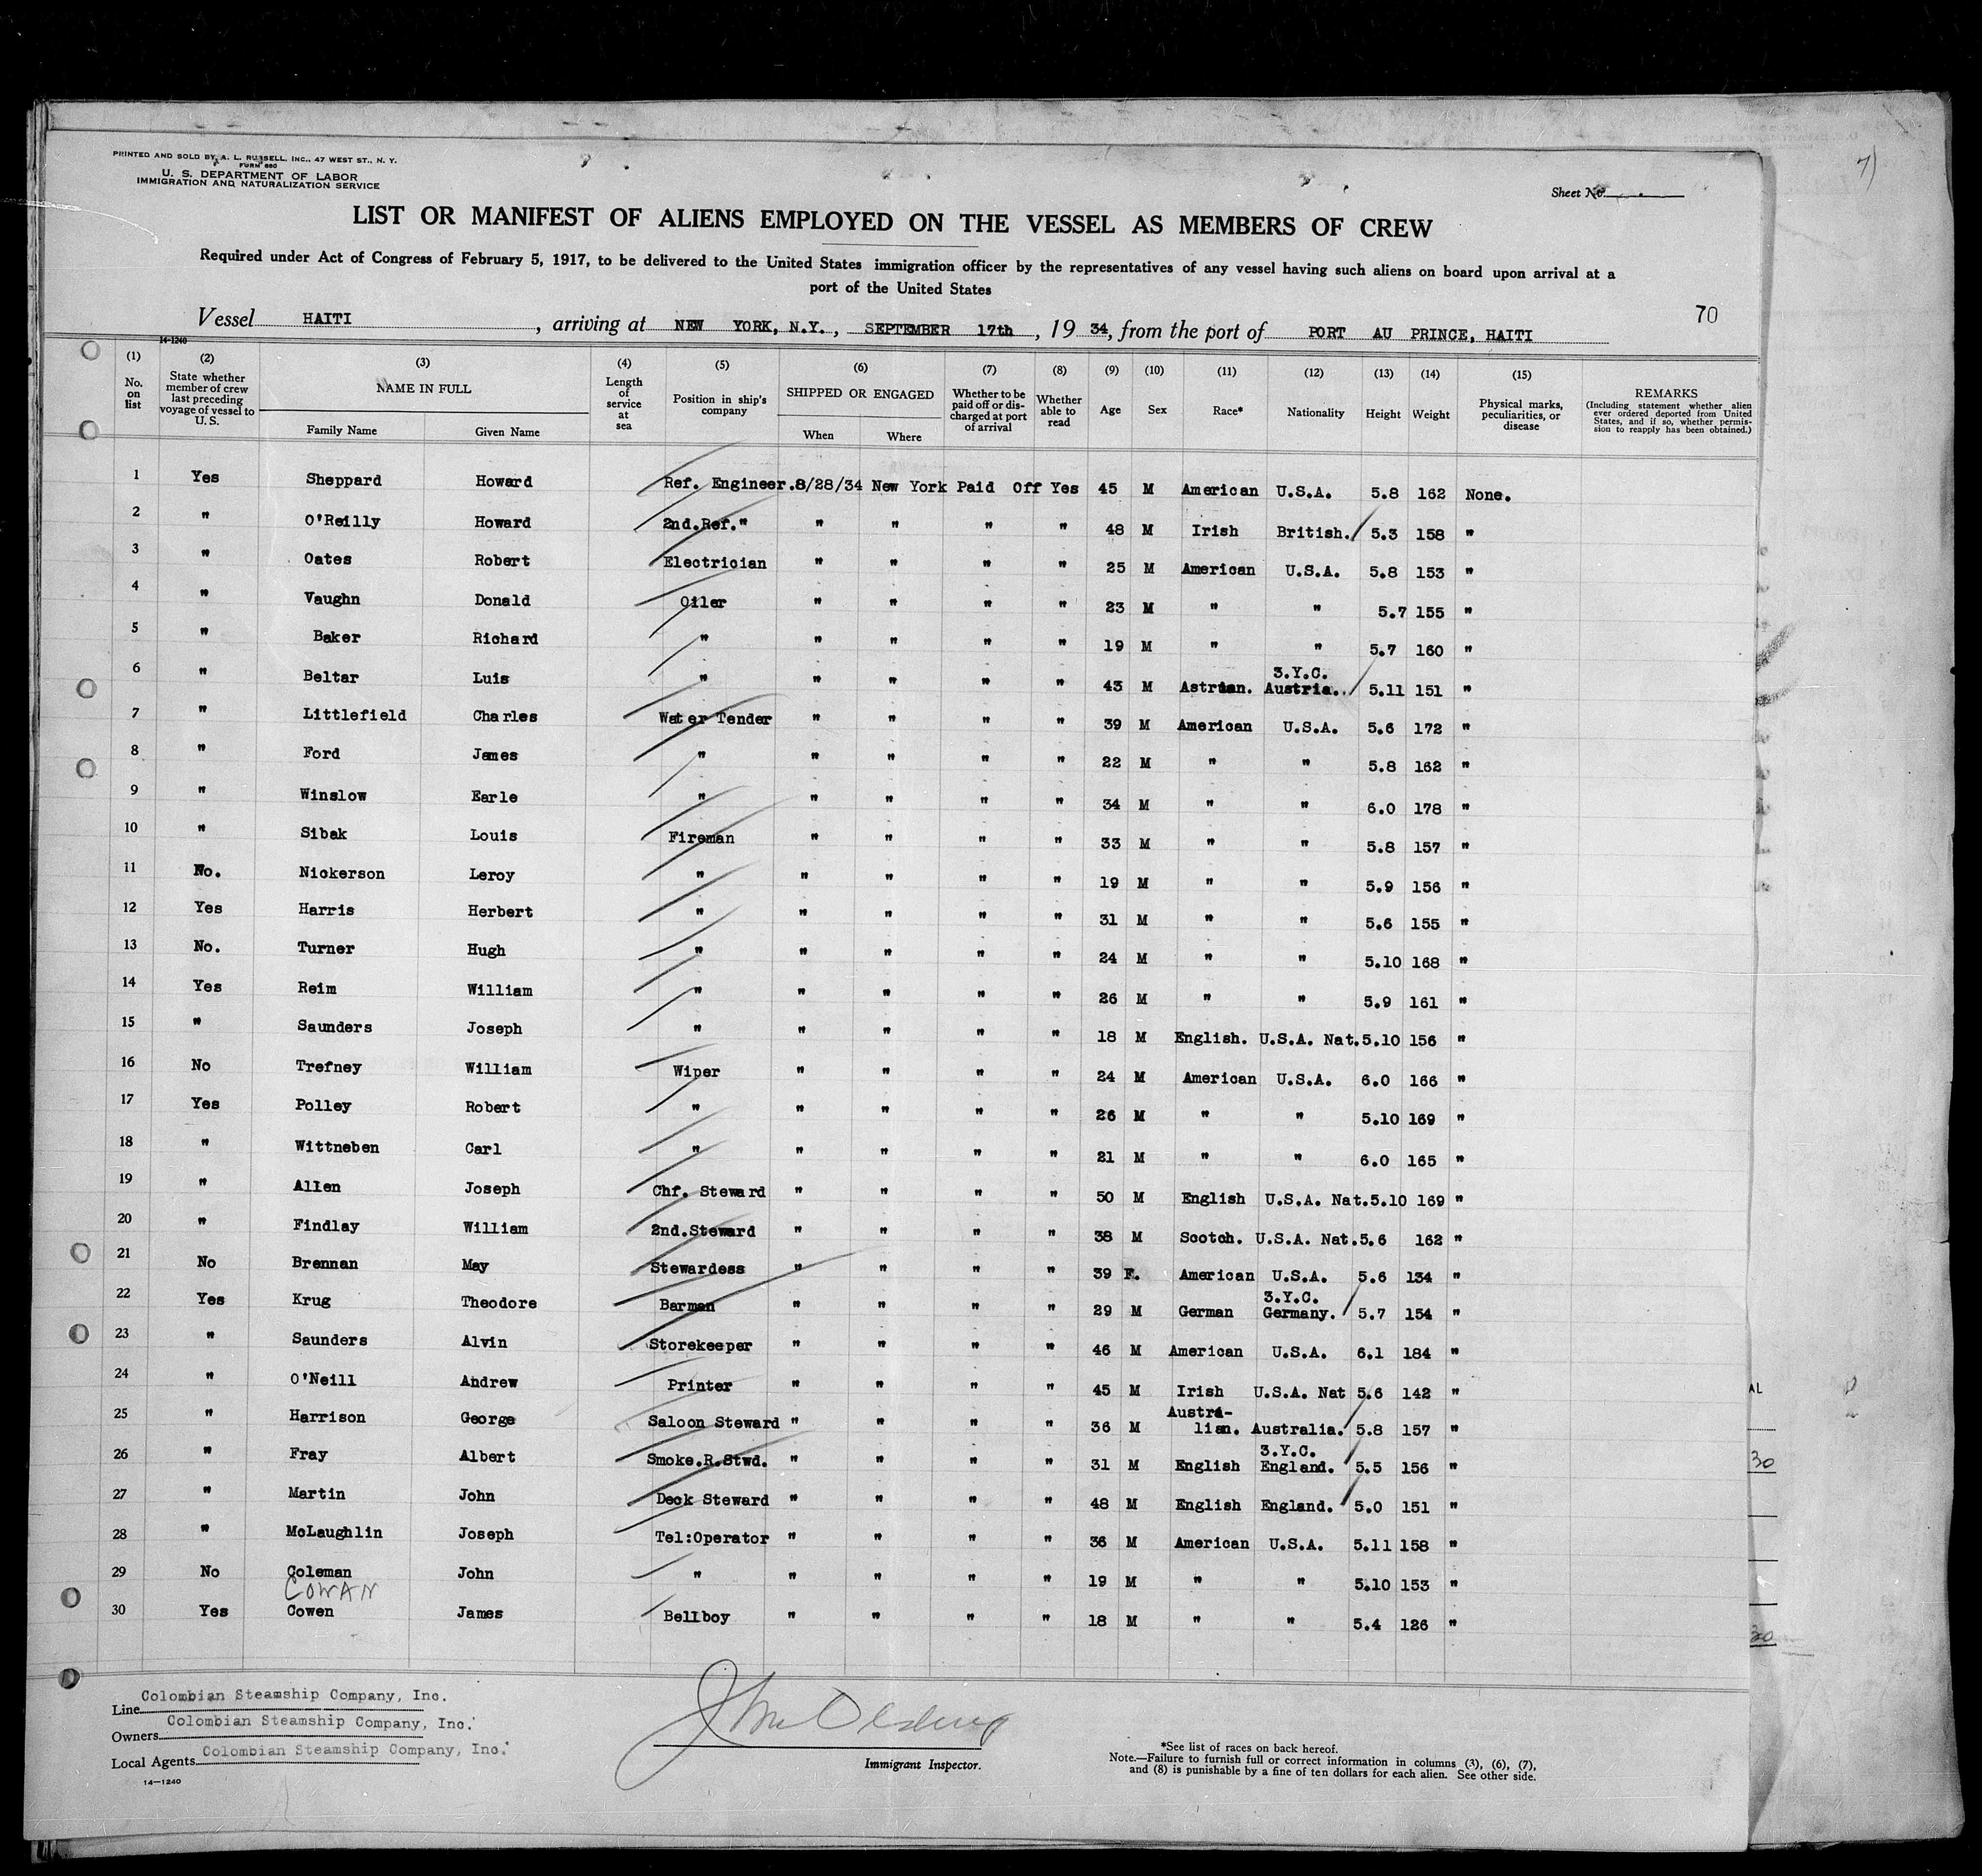 PRINTED AND SOLD BY A. L. RUSSELL, INC., 47 WEST ST., N. Y.
FORM 680
U. S. DEPARTMENT OF LABOR
IMMIGRATION AND NATURALIZATION SERVICE
Sheet No.
LIST OR MANIFEST OF ALIENS EMPLOYED ON THE VESSEL AS MEMBERS OF CREW
Required under Act of Congress of February 5, 1917, to be delivered to the United States immigration officer by the representatives of any vessel having such aliens on board upon arrival at a
port of the United States
70
Vessel HAITI, arriving at NEW YORK, N.Y., SEPTEMBER 17th, 19 34, from the port of PORT AU PRINCE, HAITI
14-1240
(1) No. on list (2) State whether member of crew last preceding voyage of vessel to U. S. (3) NAME IN FULL Family Name Given Name (4) Length of service at sea (5) Position in ship's company (6) SHIPPED OR ENGAGED When Where (7) Whether to be paid off or discharged at port of arrival (8) Whether able to read (9) Age (10) Sex (11) Race* (12) Nationality (13) Height (14) Weight (15) Physical marks, peculiarities, or disease REMARKS (Including statement whether alien ever ordered deported from United States, and if so, whether permission to reapply has been obtained.)
1 Yes Sheppard Howard Ref. Engineer. 8/28/34 New York Paid Off Yes 45 M American U.S.A. 5.8 162 None.
2 " O'Reilly Howard 2nd.Ref." " " " " 48 M Irish British. 5.3 158 "
3 " Oates Robert Electrician " " " " 25 M American U.S.A. 5.8 153 "
4 " Vaughn Donald Oiler " " " " 23 M " " 5.7 155 "
5 " Baker Richard " " " " " 19 M " " 5.7 160 "
6 " Beltar Luis " " " " " 43 M Astrian. 3.Y.C. Austria. 5.11 151 "
7 " Littlefield Charles Water Tender " " " " 39 M American U.S.A. 5.6 172 "
8 " Ford James " " " " " 22 M " " 5.8 162 "
9 " Winslow Earle " " " " " 34 M " " 6.0 178 "
10 " Sibak Louis Fireman " " " " 33 M " " 5.8 157 "
11 No. Nickerson Leroy " " " " " 19 M " " 5.9 156 "
12 Yes Harris Herbert " " " " " 31 M " " 5.6 155 "
13 No. Turner Hugh " " " " " 24 M " " 5.10 168 "
14 Yes Reim William " " " " " 26 M " " 5.9 161 "
15 " Saunders Joseph " " " " " 18 M English. U.S.A. Nat. 5.10 156 "
16 No Trefney William Wiper " " " " 24 M American U.S.A. 6.0 166 "
17 Yes Polley Robert " " " " " 26 M " " 5.10 169 "
18 " Wittneben Carl " " " " " 21 M " " 6.0 165 "
19 " Allen Joseph Chf. Steward " " " " 50 M English U.S.A. Nat. 5.10 169 "
20 " Findlay William 2nd.Steward " " " " 38 M Scotch. U.S.A. Nat. 5.6 162 "
21 No Brennan May Stewardess " " " " 39 F. American U.S.A. 5.6 134 "
22 Yes Krug Theodore Barman " " " " 29 M German 3.Y.C. Germany. 5.7 154 "
23 " Saunders Alvin Storekeeper " " " " 46 M American U.S.A. 6.1 184 "
24 " O'Neill Andrew Printer " " " " 45 M Irish U.S.A. Nat 5.6 142 "
25 " Harrison George Saloon Steward " " " " 36 M Austra-lian. Australia. 5.8 157 "
26 " Fray Albert Smoke.R.Stwd. " " " " 31 M English 3.Y.C. England. 5.5 156 "
27 " Martin John Deck Steward " " " " 48 M English England. 5.0 151 "
28 " McLaughlin Joseph Tel:Operator " " " " 36 M American U.S.A. 5.11 158 "
29 No Coleman John " " " " " 19 M " " 5.10 153 "
COWAN
30 Yes Cowen James Bellboy " " " " 18 M " " 5.4 126 "
Line Colombian Steamship Company, Inc.
Owners Colombian Steamship Company, Inc.
Local Agents Colombian Steamship Company, Inc.
14-1240
Immigrant Inspector.
*See list of races on back hereof.
Note.—Failure to furnish full or correct information in columns (3), (6), (7),
and (8) is punishable by a fine of ten dollars for each alien. See other side.
AL
30
30